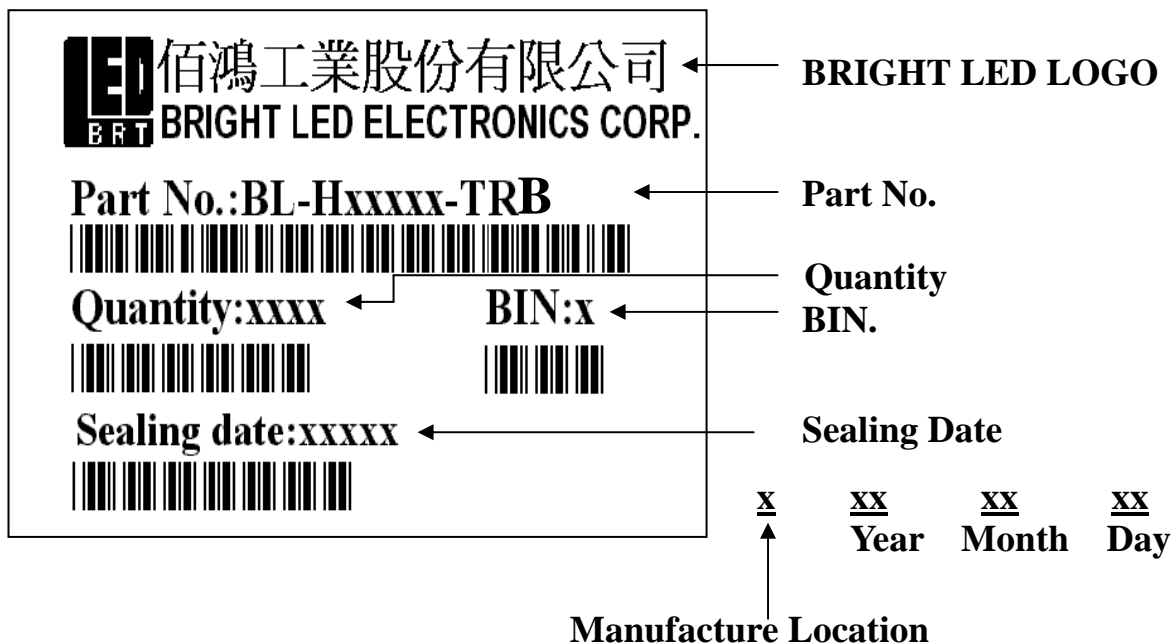 LED 佰鴻工業股份有限公司 BRIGHT LED LOGO
BRT BRIGHT LED ELECTRONICS CORP.
Part No.:BL-Hxxxxx-TRB Part No.
Quantity
Quantity:xxxx BIN:x BIN.
Sealing date:xxxxx Sealing Date
x xx xx xx
Year Month Day
Manufacture Location